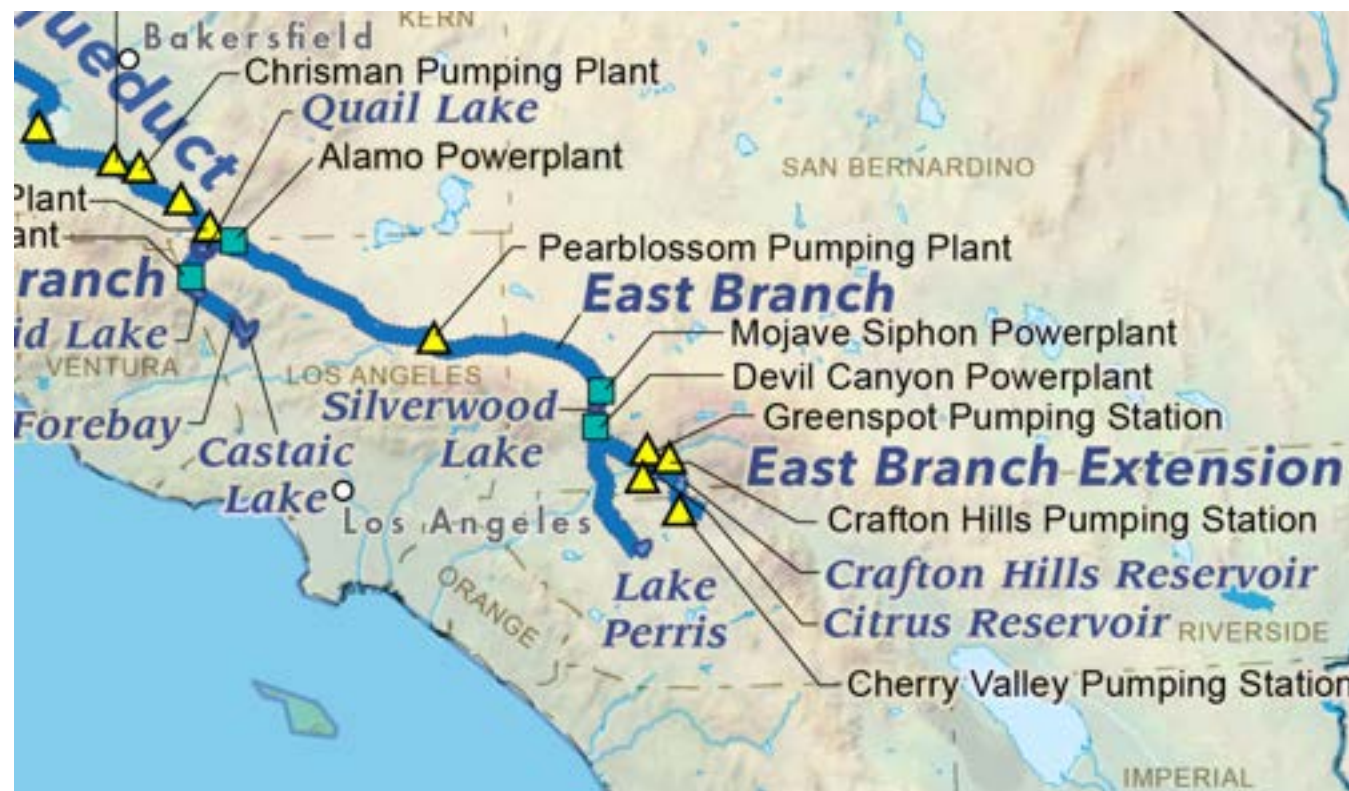 KERN
Bakersfield
queduct
Chrisman Pumping Plant
Quail Lake
Alamo Powerplant
SAN BERNARDINO
Plant
ant
Pearblossom Pumping Plant
ranch
East Branch
id Lake
Mojave Siphon Powerplant
VENTURA
LOS ANGELES
Devil Canyon Powerplant
Silverwood
Lake
Greenspot Pumping Station
Forebay
Castaic
Lake
East Branch Extension
Los Angeles
Crafton Hills Pumping Station
ORANGE
Lake
Perris
Crafton Hills Reservoir
Citrus Reservoir
RIVERSIDE
Cherry Valley Pumping Station
IMPERIAL